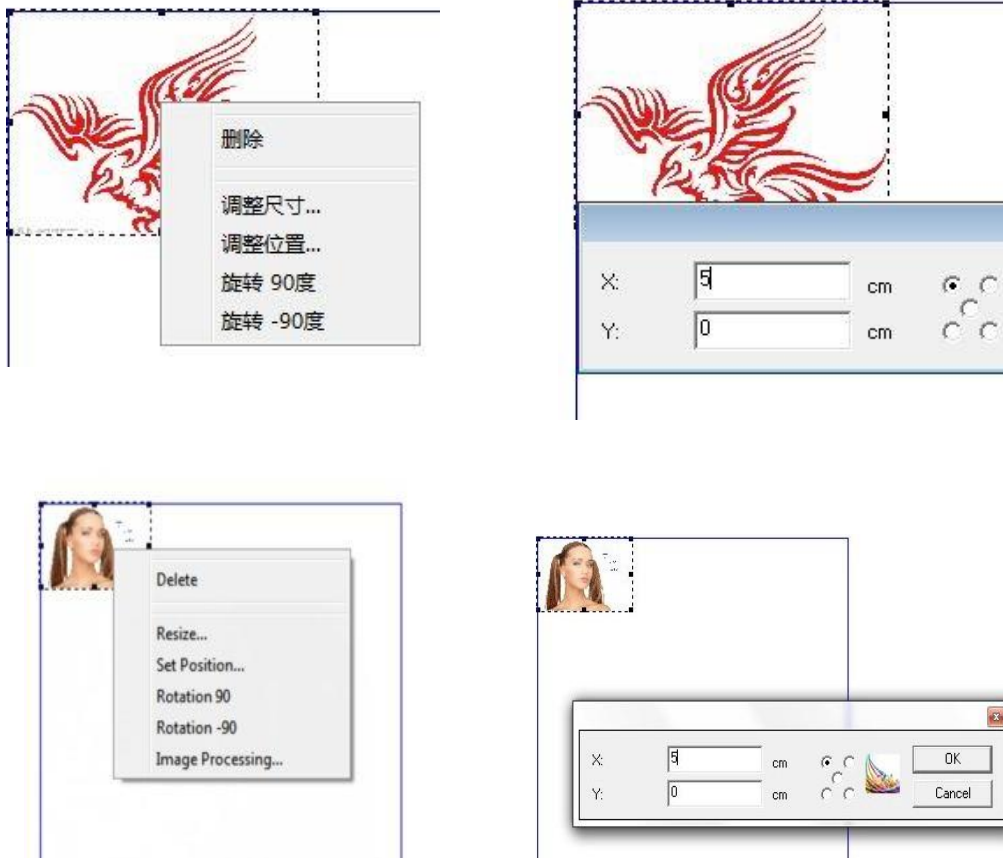 删除
调整尺寸...
调整位置...
旋转 90度
旋转 -90度
X: 5 cm
Y: 0 cm
Delete
Resize...
Set Position...
Rotation 90
Rotation -90
Image Processing...
X: 5 cm OK
Y: 0 cm Cancel